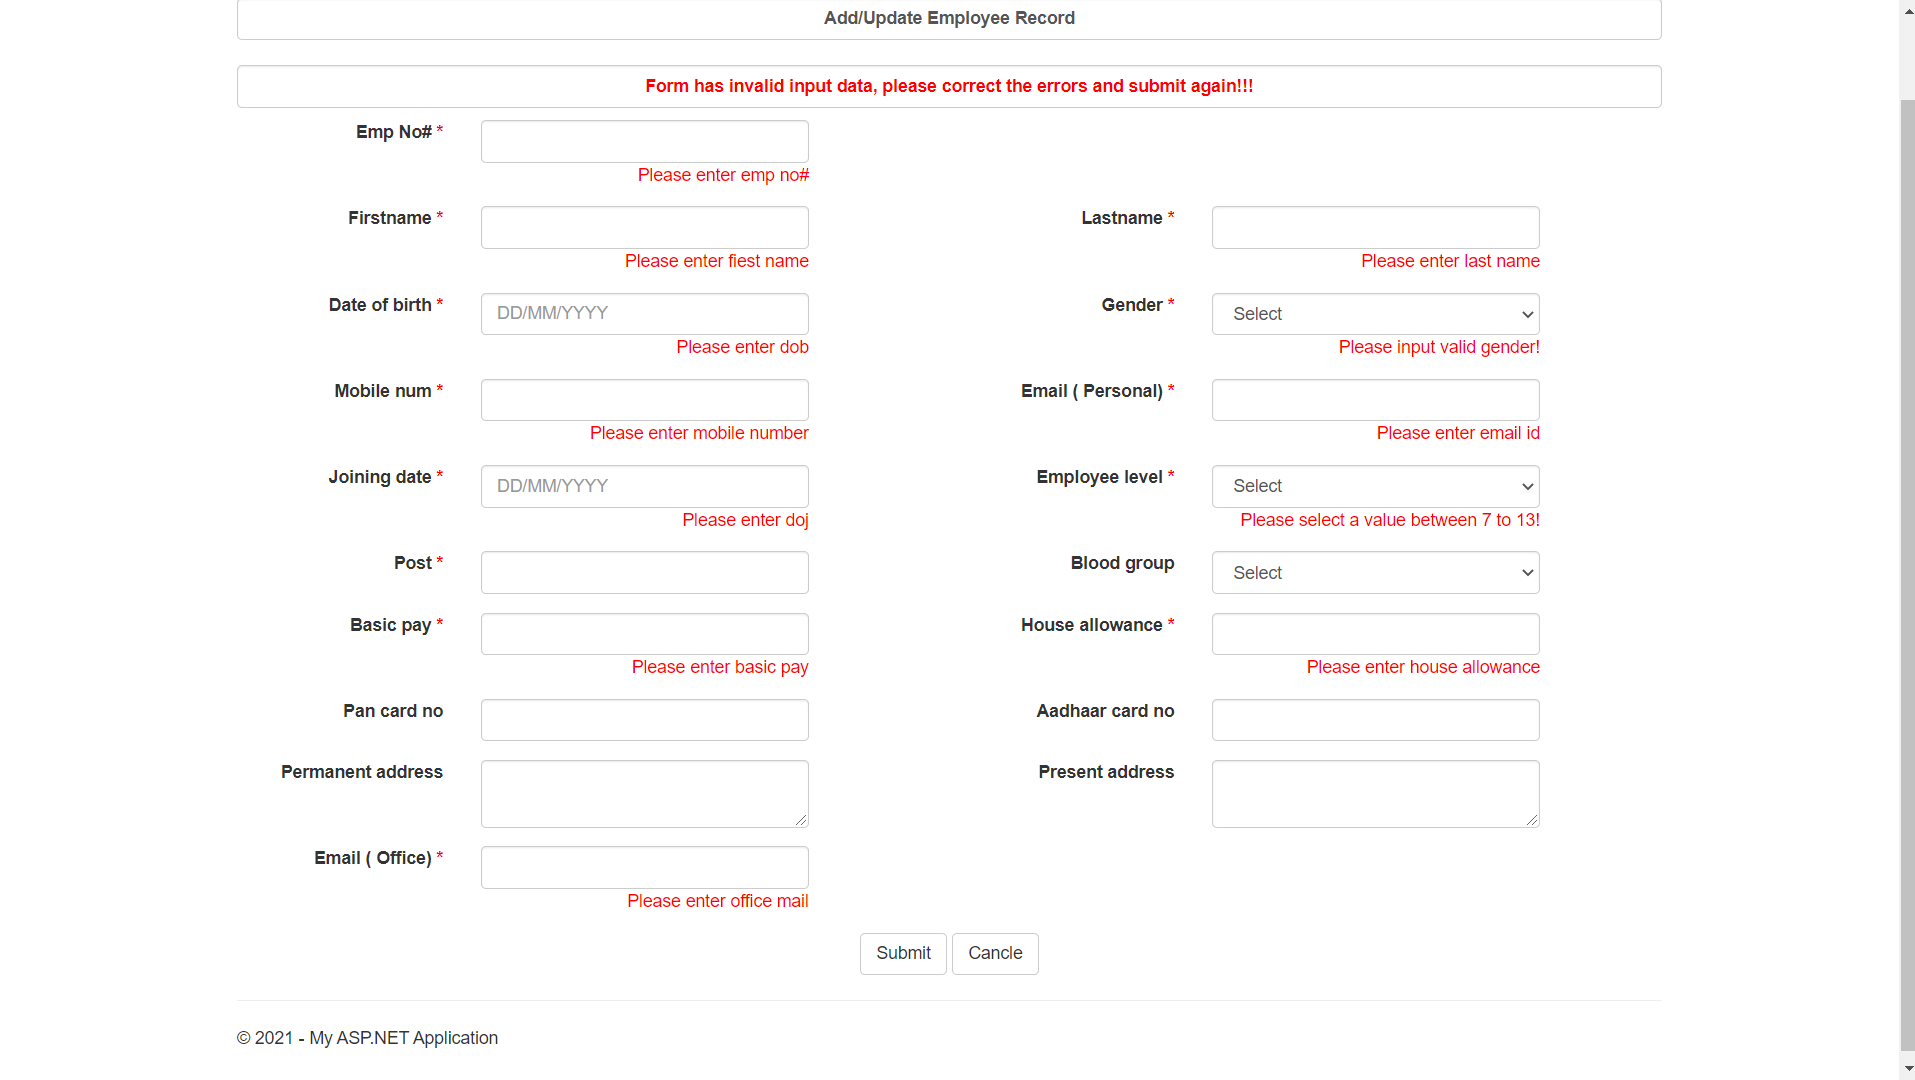 Add/Update Employee Record
Form has invalid input data, please correct the errors and submit again!!!
Emp No# *
Please enter emp no#
Firstname * Lastname *
Please enter fiest name Please enter last name
Date of birth * DD/MM/YYYY Gender * Select
Please enter dob Please input valid gender!
Mobile num * Email ( Personal) *
Please enter mobile number Please enter email id
Joining date * DD/MM/YYYY Employee level * Select
Please enter doj Please select a value between 7 to 13!
Post * Blood group Select
Basic pay * House allowance *
Please enter basic pay Please enter house allowance
Pan card no Aadhaar card no
Permanent address Present address
Email ( Office) *
Please enter office mail
Submit Cancle
© 2021 - My ASP.NET Application